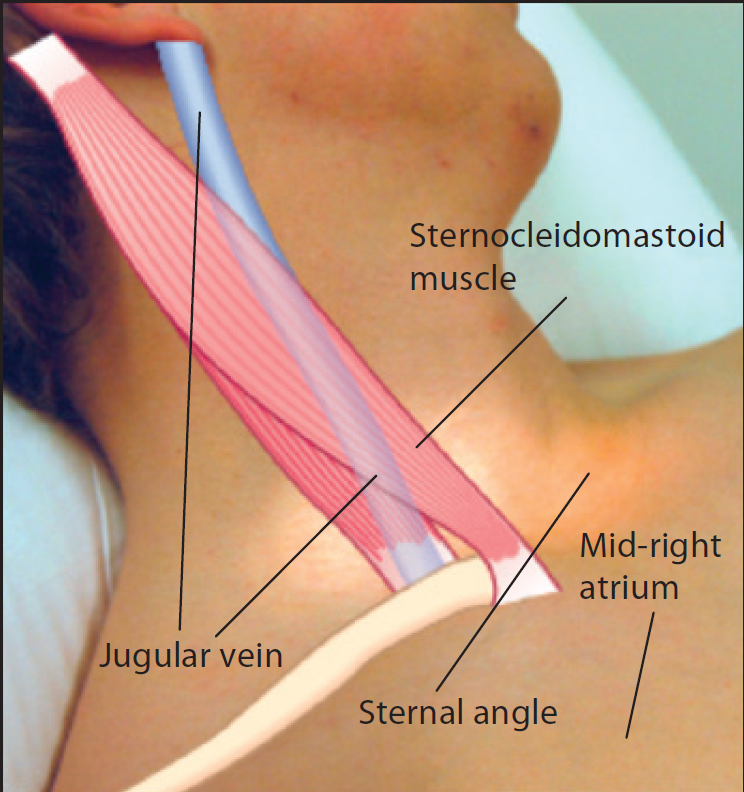 Sternocleidomastoid
muscle
Mid-right
atrium
Jugular vein
Sternal angle